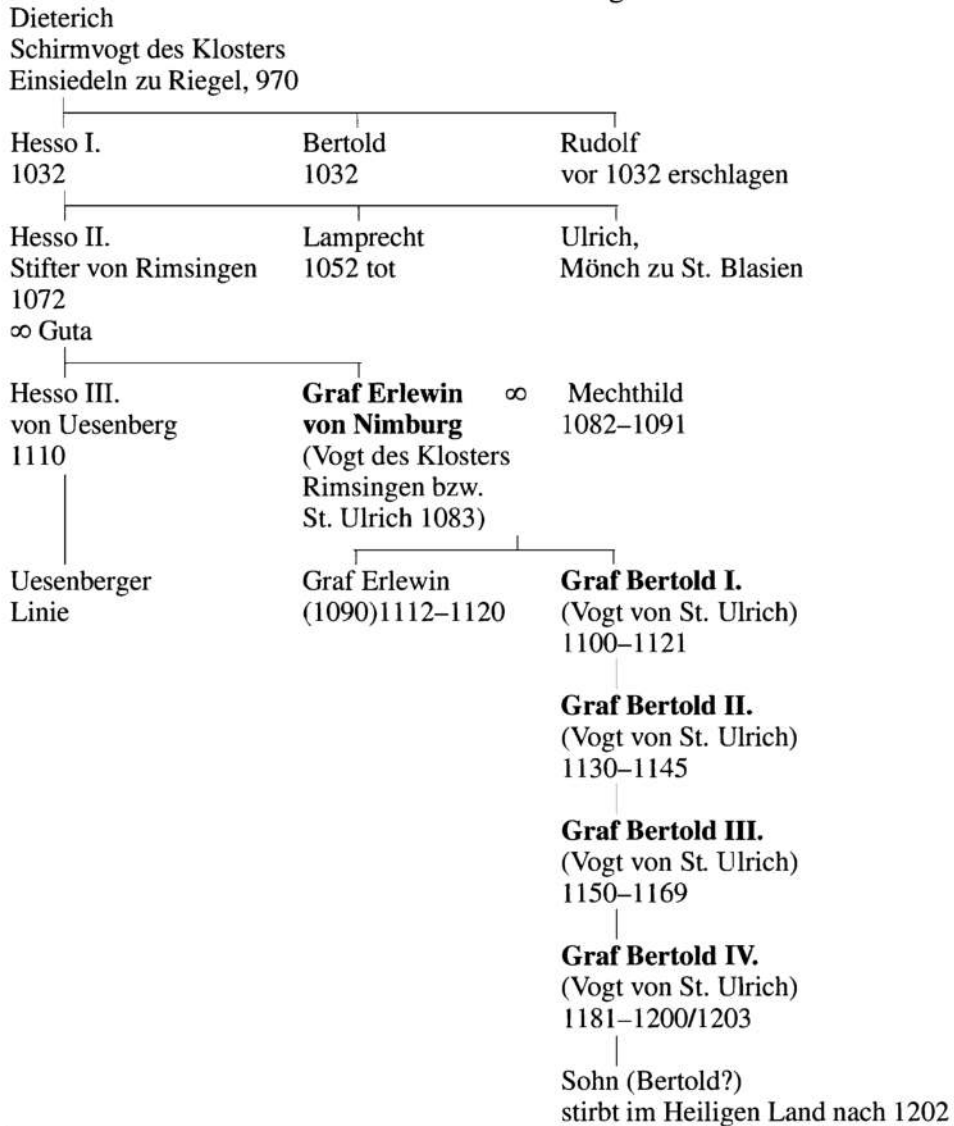 Dieterich
Schirmvogt des Klosters
Einsiedeln zu Riegel, 970
Hesso I.
1032
Bertold
1032
Rudolf
vor 1032 erschlagen
Hesso II.
Stifter von Rimsingen
1072
∞ Guta
Lamprecht
1052 tot
Ulrich,
Mönch zu St. Blasien
Hesso III.
von Uesenberg
1110
Graf Erlewin
von Nimburg
(Vogt des Klosters
Rimsingen bzw.
St. Ulrich 1083)
∞
Mechthild
1082–1091
Uesenberger
Linie
Graf Erlewin
(1090)1112–1120
Graf Bertold I.
(Vogt von St. Ulrich)
1100–1121
Graf Bertold II.
(Vogt von St. Ulrich)
1130–1145
Graf Bertold III.
(Vogt von St. Ulrich)
1150–1169
Graf Bertold IV.
(Vogt von St. Ulrich)
1181–1200/1203
Sohn (Bertold?)
stirbt im Heiligen Land nach 1202